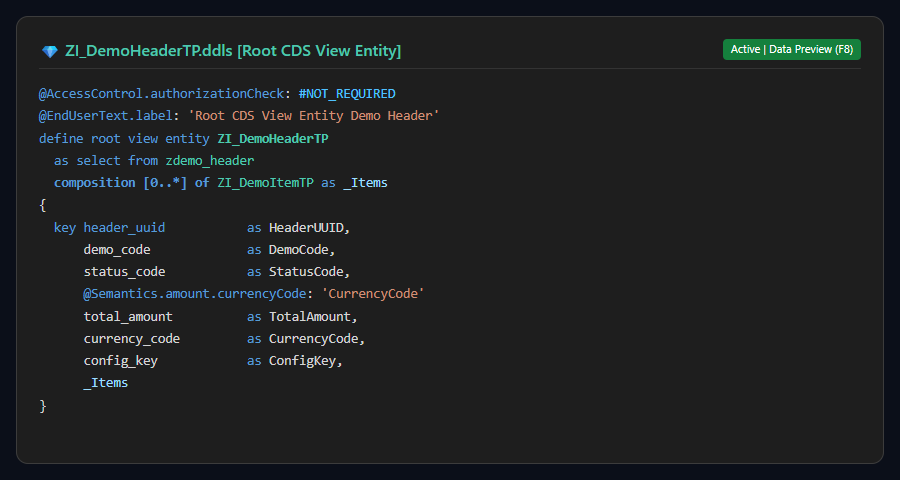 ZI_DemoHeaderTP.ddls [Root CDS View Entity]
Active | Data Preview (F8)
@AccessControl.authorizationCheck: #NOT_REQUIRED
@EndUserText.label: 'Root CDS View Entity Demo Header'
define root view entity ZI_DemoHeaderTP
  as select from zdemo_header
  composition [0..*] of ZI_DemoItemTP as _Items
{
  key header_uuid           as HeaderUUID,
      demo_code             as DemoCode,
      status_code           as StatusCode,
      @Semantics.amount.currencyCode: 'CurrencyCode'
      total_amount          as TotalAmount,
      currency_code         as CurrencyCode,
      config_key            as ConfigKey,
      _Items
}